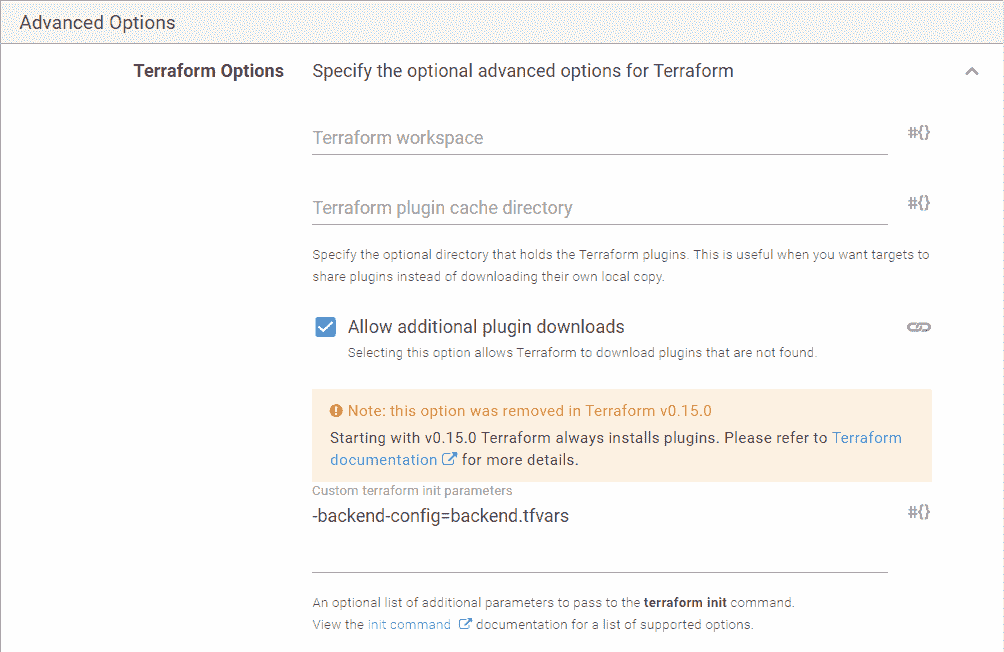 Advanced Options
Terraform Options Specify the optional advanced options for Terraform
Terraform workspace #{}
Terraform plugin cache directory #{}
Specify the optional directory that holds the Terraform plugins. This is useful when you want targets to
share plugins instead of downloading their own local copy.
Allow additional plugin downloads
Selecting this option allows Terraform to download plugins that are not found.
Note: this option was removed in Terraform v0.15.0
Starting with v0.15.0 Terraform always installs plugins. Please refer to Terraform
documentation for more details.
Custom terraform init parameters
-backend-config=backend.tfvars #{}
An optional list of additional parameters to pass to the terraform init command.
View the init command documentation for a list of supported options.